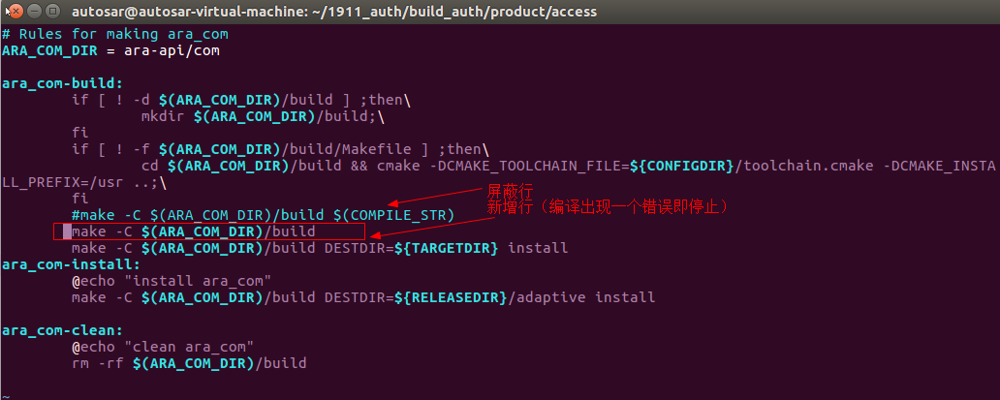 autosar@autosar-virtual-machine: ~/1911_auth/build_auth/product/access
# Rules for making ara_com
ARA_COM_DIR = ara-api/com
ara_com-build:
if [ ! -d $(ARA_COM_DIR)/build ] ;then\
mkdir $(ARA_COM_DIR)/build;\
fi
if [ ! -f $(ARA_COM_DIR)/build/Makefile ] ;then\
cd $(ARA_COM_DIR)/build && cmake -DCMAKE_TOOLCHAIN_FILE=${CONFIGDIR}/toolchain.cmake -DCMAKE_INSTA
LL_PREFIX=/usr ..;\
fi
屏蔽行
新增行（编译出现一个错误即停止）
#make -C $(ARA_COM_DIR)/build $(COMPILE_STR)
make -C $(ARA_COM_DIR)/build
make -C $(ARA_COM_DIR)/build DESTDIR=${TARGETDIR} install
ara_com-install:
@echo "install ara_com"
make -C $(ARA_COM_DIR)/build DESTDIR=${RELEASEDIR}/adaptive install
ara_com-clean:
@echo "clean ara_com"
rm -rf $(ARA_COM_DIR)/build
~